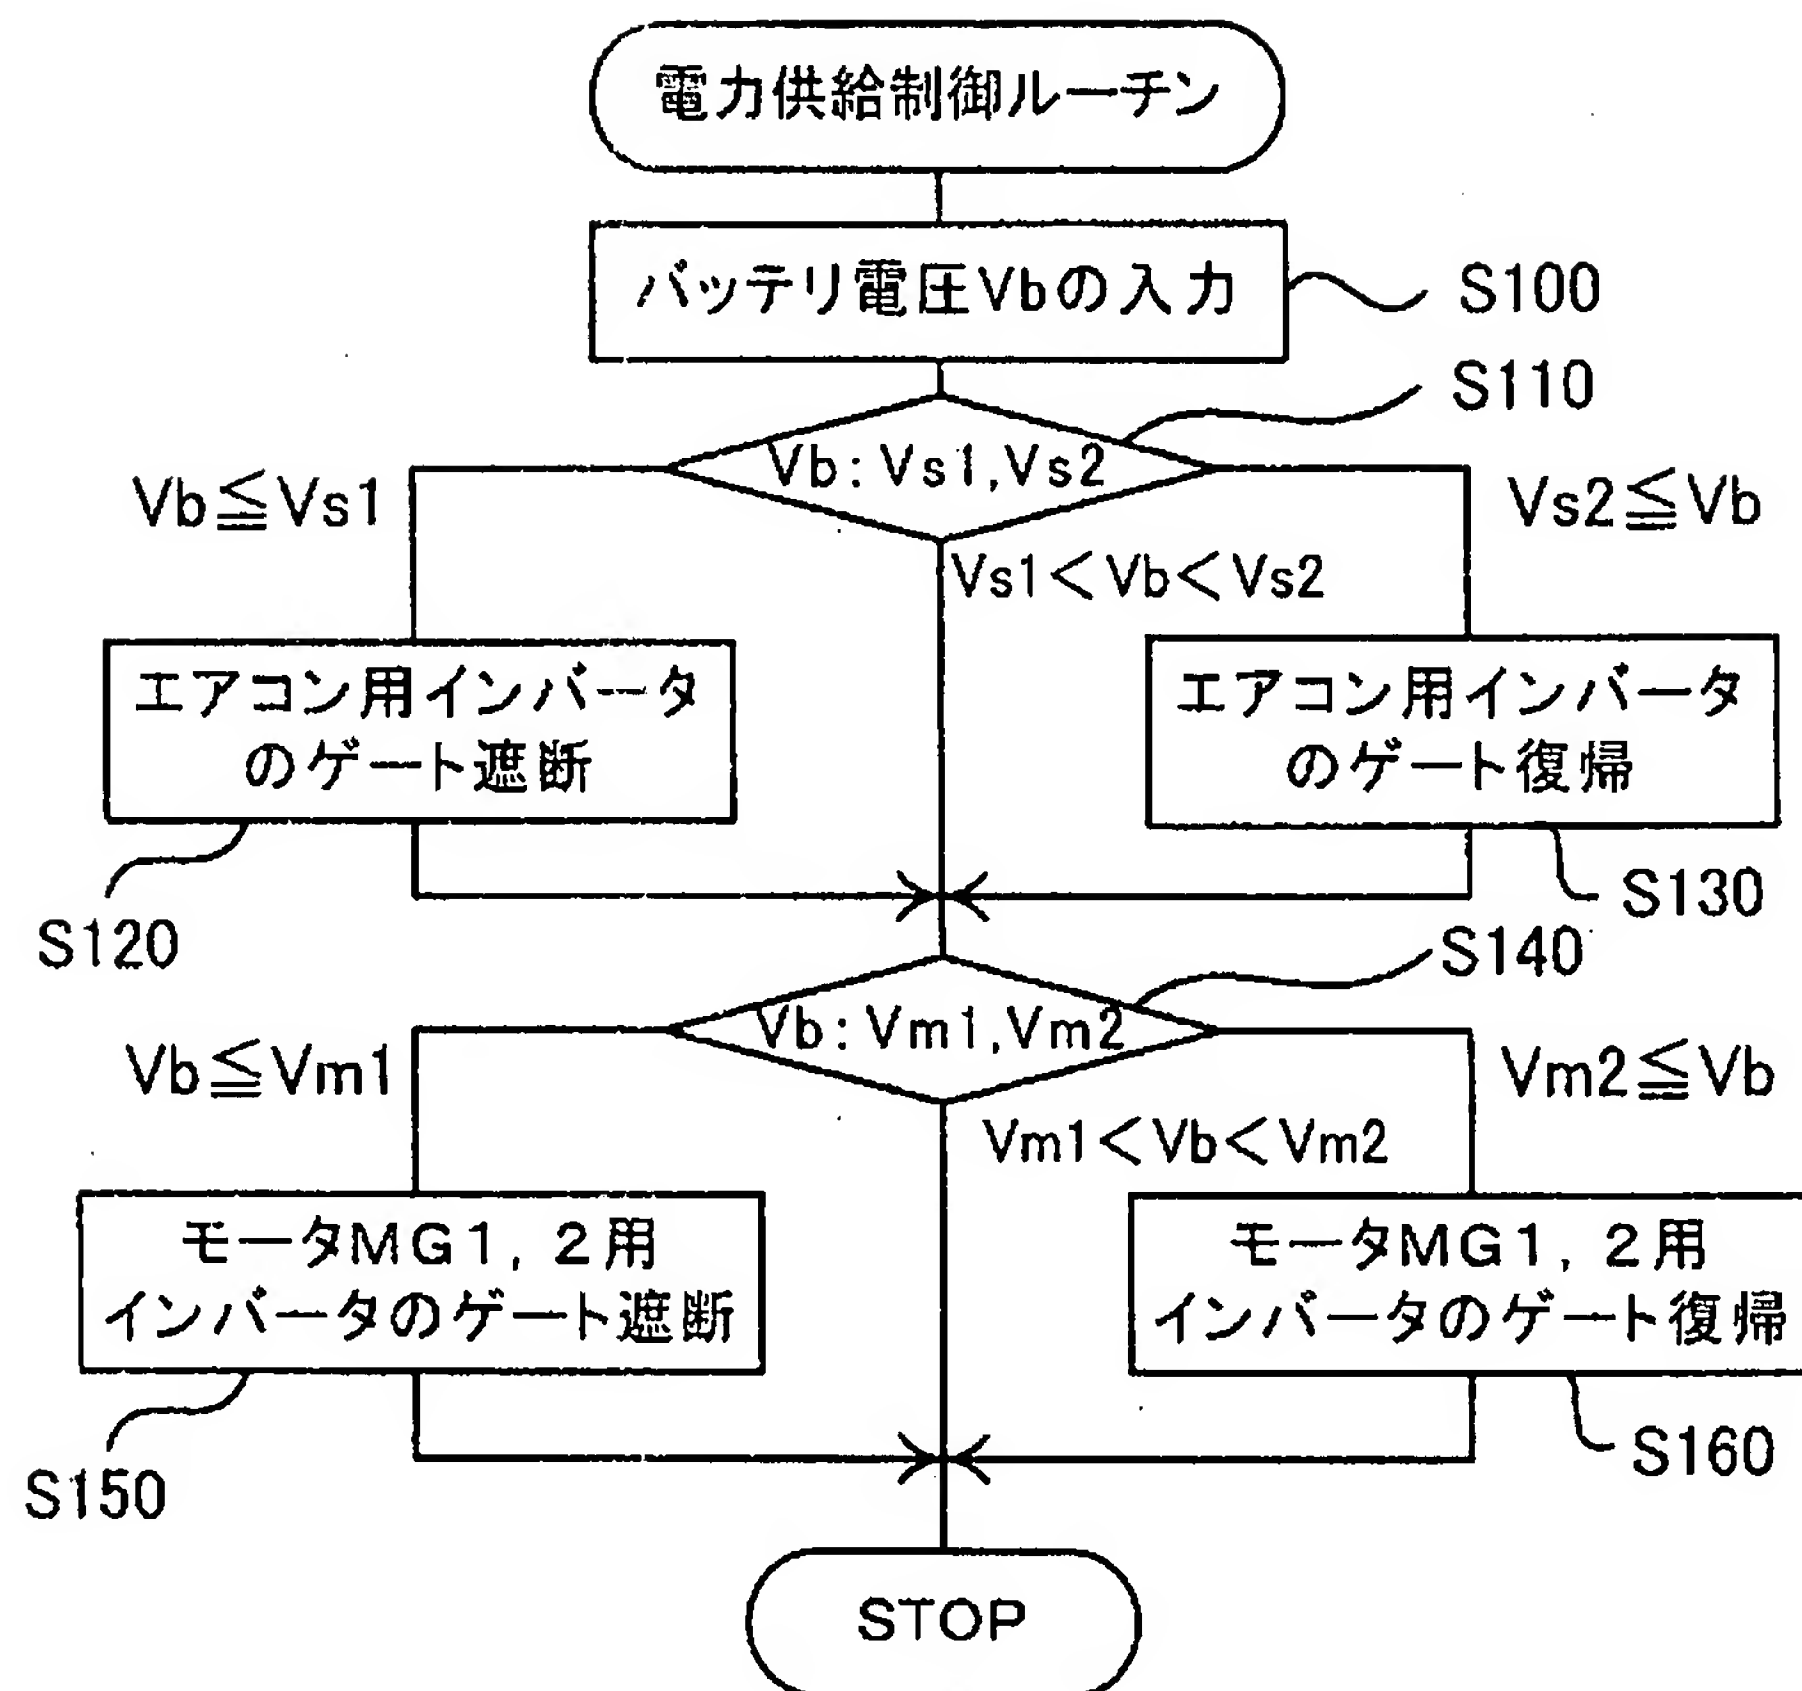 電力供給制御ルーチン
バッテリ電圧Vbの入力
S100
S110
Vb:Vs1,Vs2
Vb≦Vs1
Vs2≦Vb
Vs1<Vb<Vs2
エアコン用インバータ
のゲート遮断
エアコン用インバータ
のゲート復帰
S120
S130
S140
Vb:Vm1,Vm2
Vb≦Vm1
Vm2≦Vb
Vm1<Vb<Vm2
モータMG1,2用
インバータのゲート遮断
モータMG1,2用
インバータのゲート復帰
S150
S160
STOP